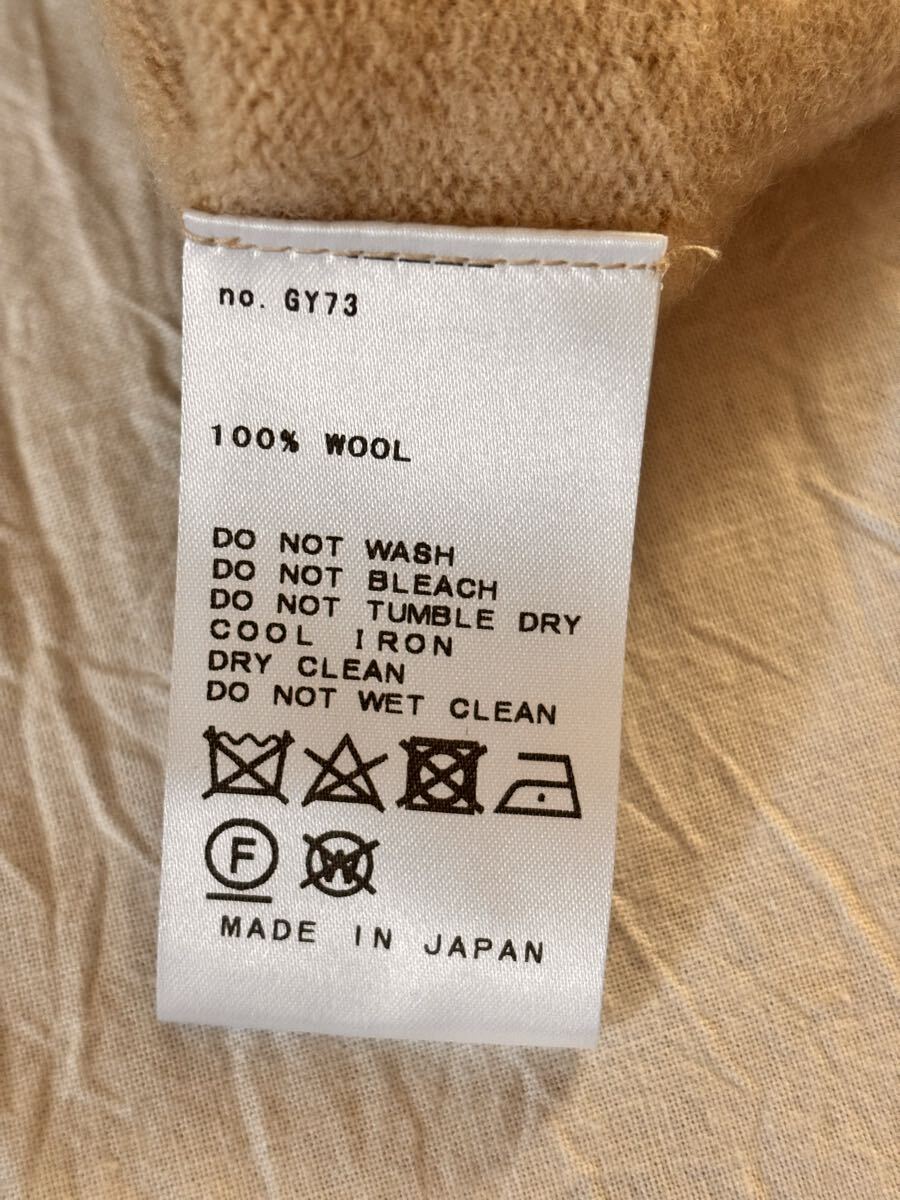 no. GY73
100% WOOL
DO NOT WASH
DO NOT BLEACH
DO NOT TUMBLE DRY
COOL IRON
DRY CLEAN
DO NOT WET CLEAN
F W
MADE IN JAPAN